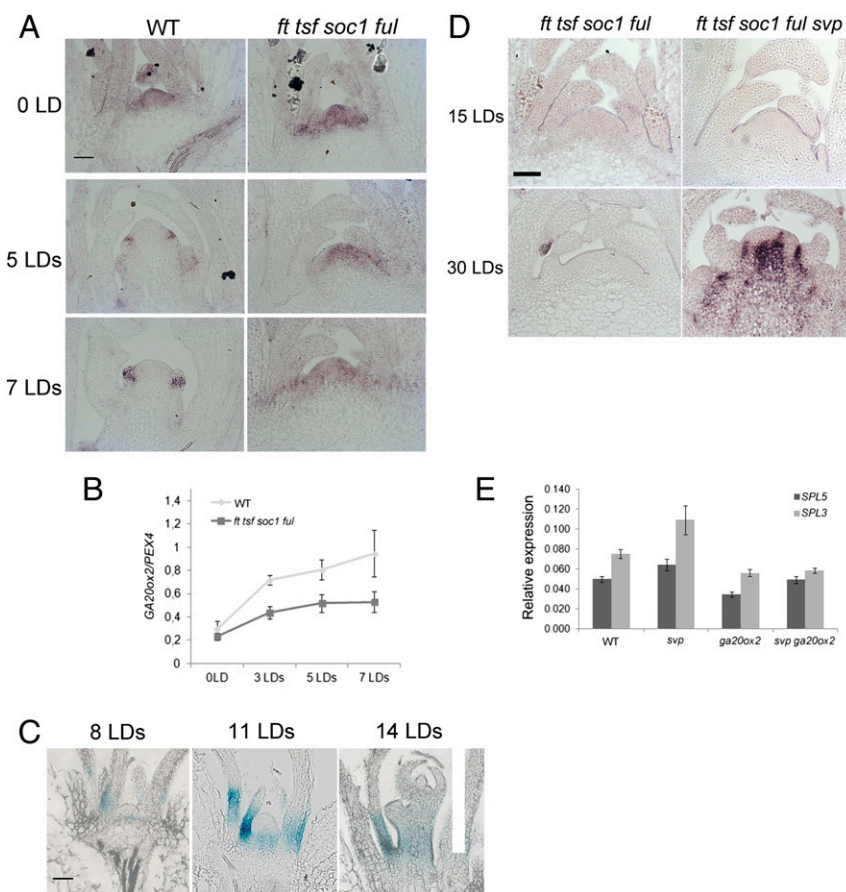 A
WT
ft tsf soc1 ful
0 LD
5 LDs
7 LDs
B
GA20ox2/PEX4
1,4
1,2
1
0,8
0,6
0,4
0,2
0
WT
ft tsf soc1 ful
0LD
3 LDs
5 LDs
7 LDs
C
8 LDs
11 LDs
14 LDs
D
ft tsf soc1 ful
ft tsf soc1 ful svp
15 LDs
30 LDs
E
Relative expression
0.140
0.120
0.100
0.080
0.060
0.040
0.020
0.000
SPL5
SPL3
WT
svp
ga20ox2
svp ga20ox2